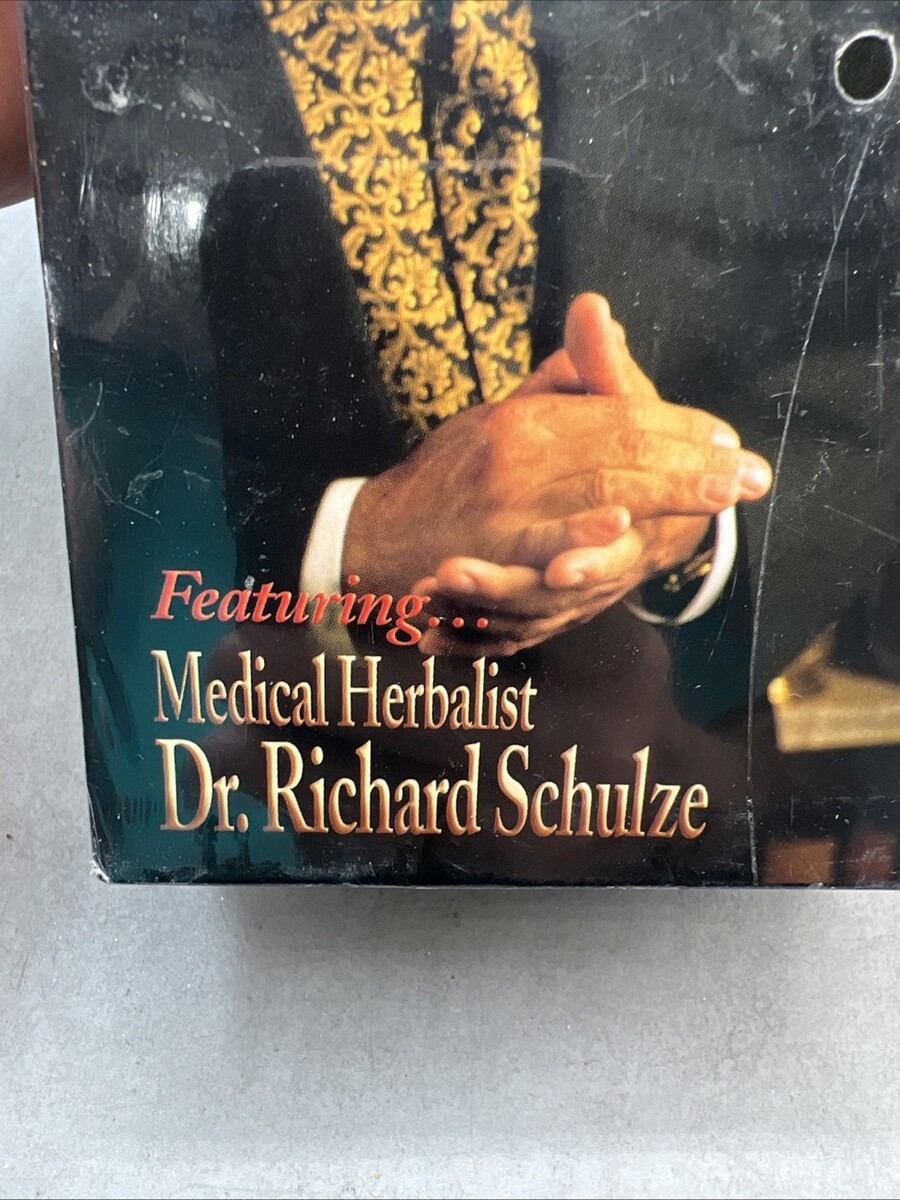 Featuring...
Medical Herbalist
Dr. Richard Schulze